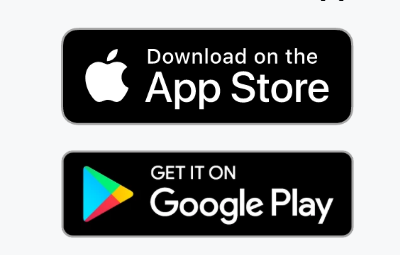 Download on the
App Store
GET IT ON
Google Play